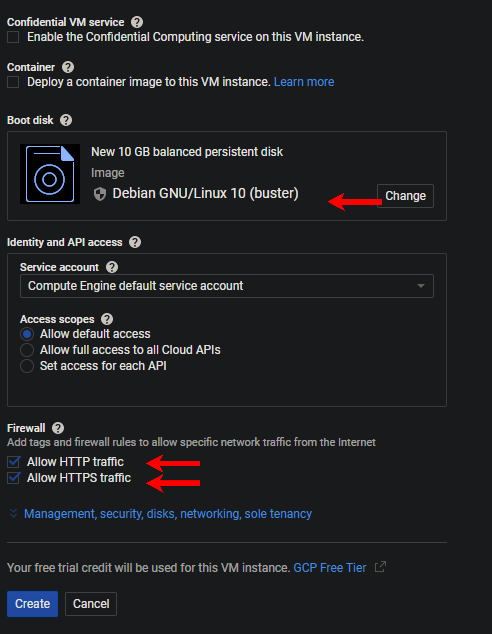 Confidential VM service ?
Enable the Confidential Computing service on this VM instance.
Container ?
Deploy a container image to this VM instance. Learn more
Boot disk ?
New 10 GB balanced persistent disk
Image
Debian GNU/Linux 10 (buster)
Change
Identity and API access ?
Service account ?
Compute Engine default service account
Access scopes ?
Allow default access
Allow full access to all Cloud APIs
Set access for each API
Firewall ?
Add tags and firewall rules to allow specific network traffic from the Internet
Allow HTTP traffic
Allow HTTPS traffic
Management, security, disks, networking, sole tenancy
Your free trial credit will be used for this VM instance. GCP Free Tier
Create Cancel